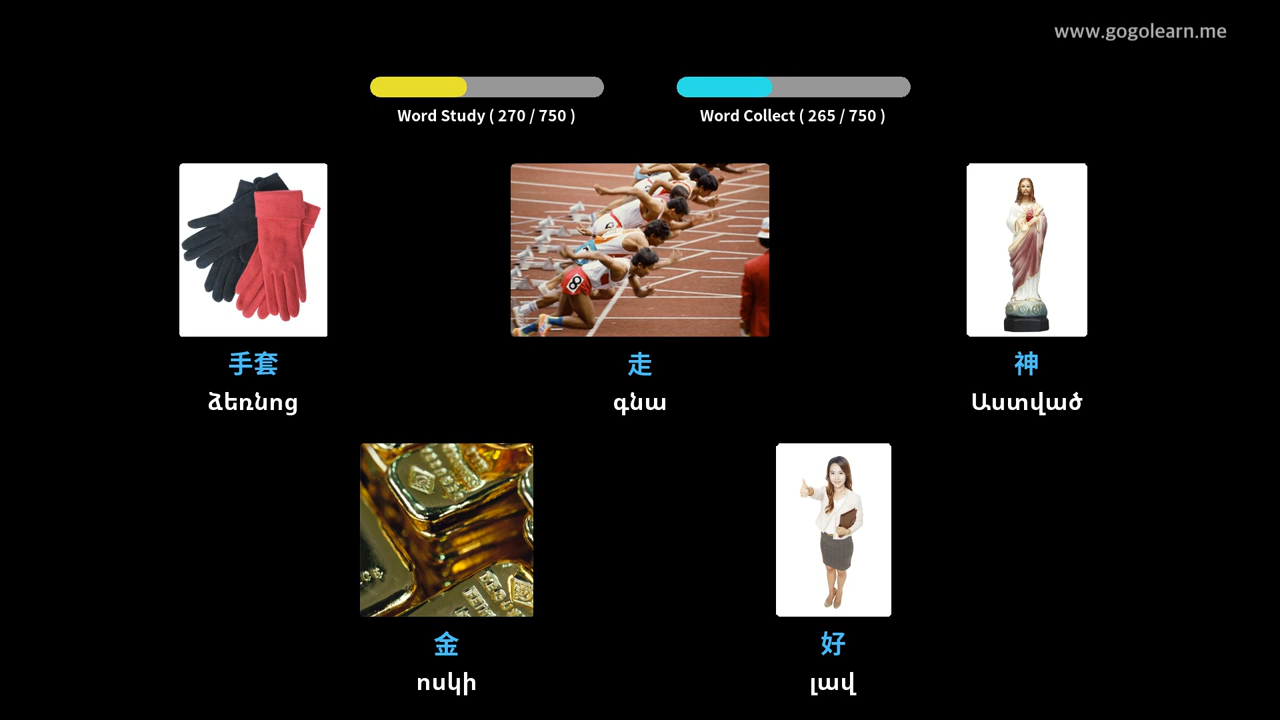 www.gogolearn.me
Word Study ( 270 / 750 )
Word Collect ( 265 / 750 )
8
手套
ձեռնոց
走
գնա
神
Աստված
金
ոսկի
好
լավ